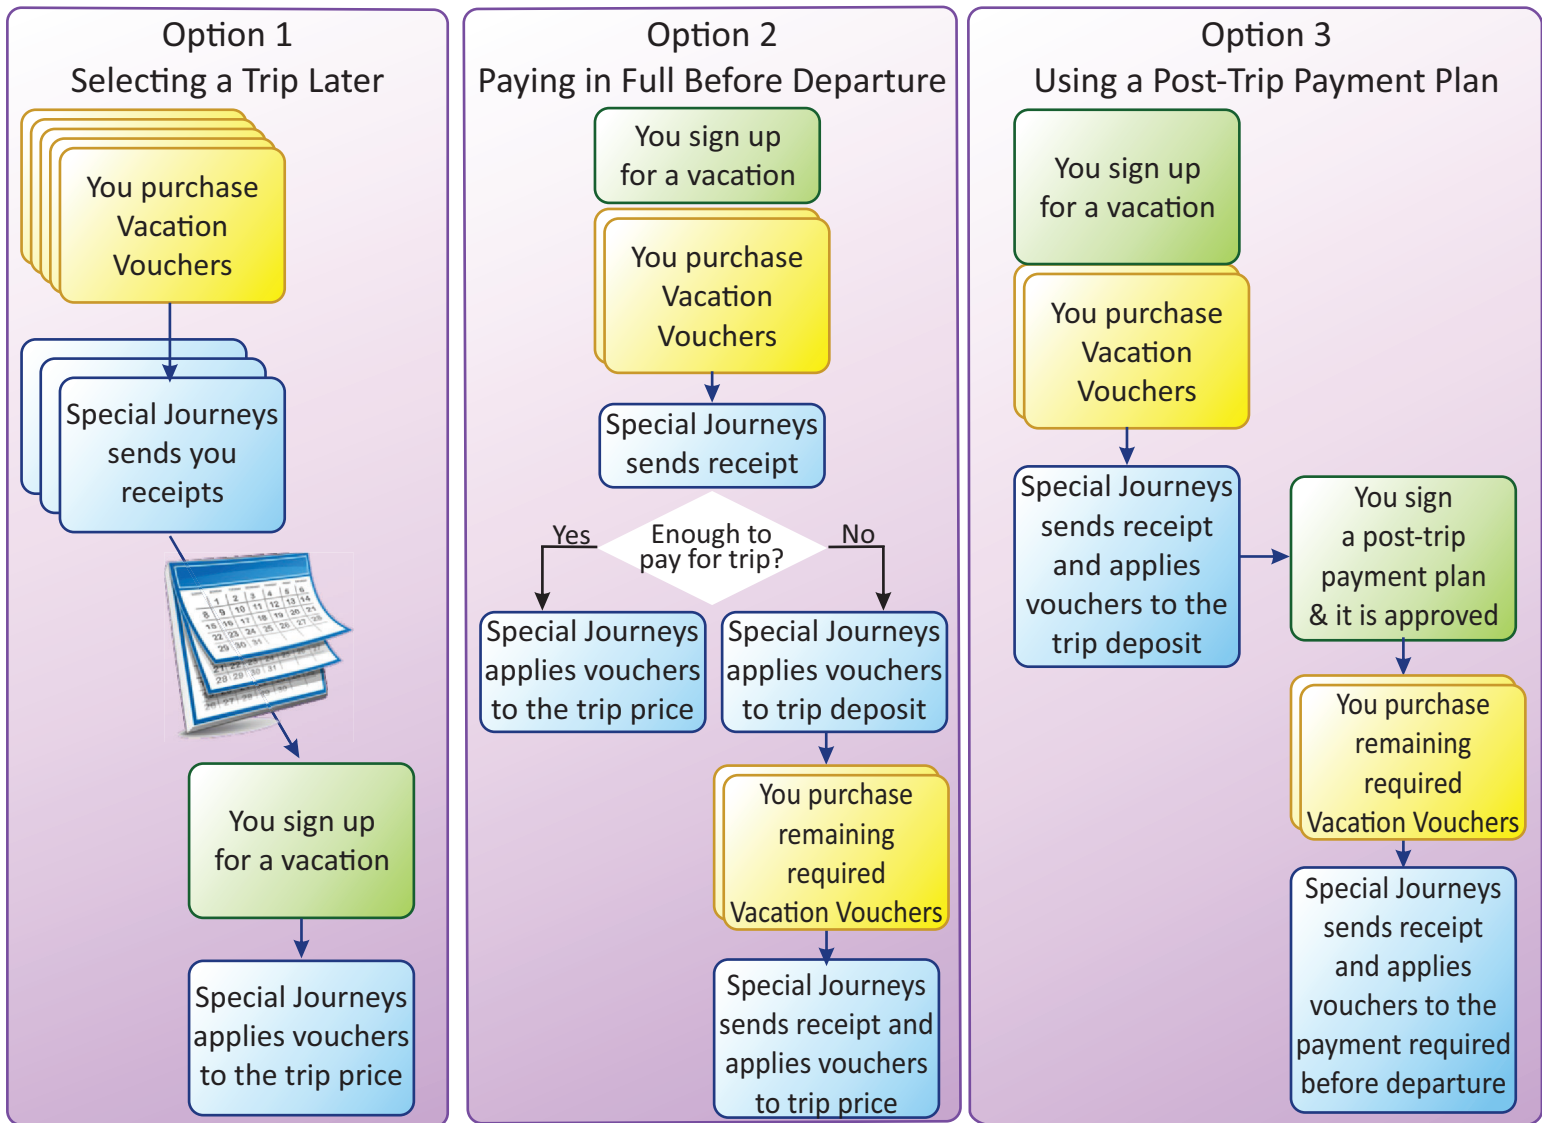 Option 1
Selecting a Trip Later
You purchase
Vacation
Vouchers
Special Journeys
sends you
receipts
You sign up
for a vacation
Special Journeys
applies vouchers
to the trip price
Option 2
Paying in Full Before Departure
You sign up
for a vacation
You purchase
Vacation
Vouchers
Special Journeys
sends receipt
Enough to
pay for trip?
Yes
No
Special Journeys
applies vouchers
to the trip price
Special Journeys
applies vouchers
to trip deposit
You purchase
remaining
required
Vacation Vouchers
Special Journeys
sends receipt and
applies vouchers
to trip price
Option 3
Using a Post-Trip Payment Plan
You sign up
for a vacation
You purchase
Vacation
Vouchers
Special Journeys
sends receipt
and applies
vouchers to the
trip deposit
You sign
a post-trip
payment plan
& it is approved
You purchase
remaining
required
Vacation Vouchers
Special Journeys
sends receipt
and applies
vouchers to the
payment required
before departure